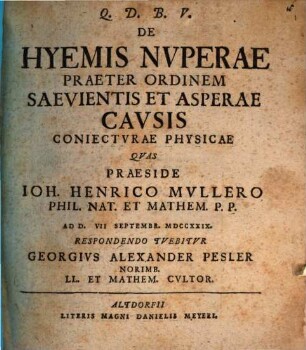 Q. D. B. V.
DE
HYEMIS NVPERAE
PRAETER ORDINEM
SAEVIENTIS ET ASPERAE
CAVSIS
CONIECTVRAE PHYSICAE
QVAS
PRAESIDE
IOH. HENRICO MVLLERO
PHIL. NAT. ET MATHEM. P. P.
AD D. VII SEPTEMBR. MDCCXXIX.
RESPONDENDO TVEBITVR
GEORGIVS ALEXANDER PESLER
NORIMB.
LL. ET MATHEM. CVLTOR.
ALTDORFII
LITERIS MAGNI DANIELIS MEYERI.